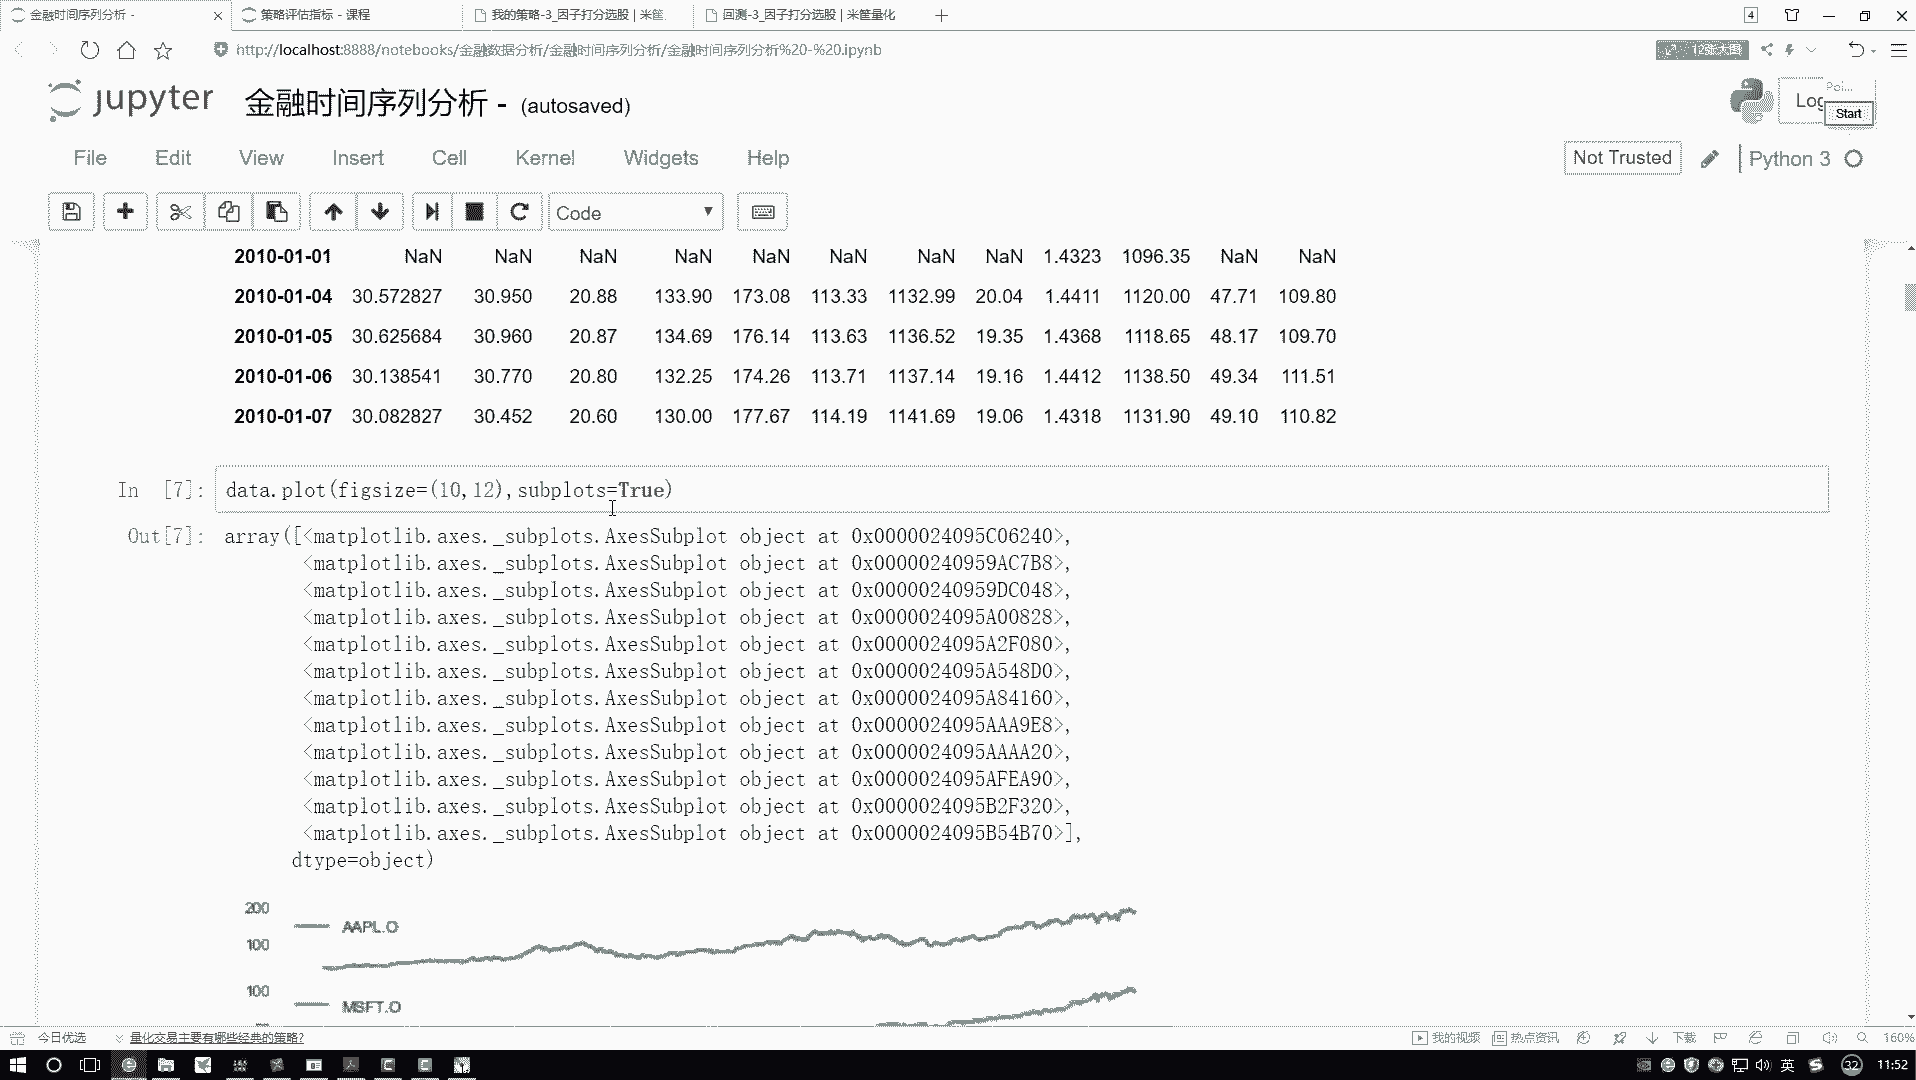 金融时间序列分析 -
策略评估指标 - 课程
我的策略-3_因子打分选股 | 米筐
回测-3_因子打分选股 | 米筐量化
4
http://localhost:8888/notebooks/金融数据分析/金融时间序列分析/金融时间序列分析%20-%20.ipynb
12张大图
jupyter 金融时间序列分析 - (autosaved)
Poi...
Start
File Edit View Insert Cell Kernel Widgets Help
Not Trusted
Python 3
Code
2010-01-01 NaN NaN NaN NaN NaN NaN NaN NaN 1.4323 1096.35 NaN NaN
2010-01-04 30.572827 30.950 20.88 133.90 173.08 113.33 1132.99 20.04 1.4411 1120.00 47.71 109.80
2010-01-05 30.625684 30.960 20.87 134.69 176.14 113.63 1136.52 19.35 1.4368 1118.65 48.17 109.70
2010-01-06 30.138541 30.770 20.80 132.25 174.26 113.71 1137.14 19.16 1.4412 1138.50 49.34 111.51
2010-01-07 30.082827 30.452 20.60 130.00 177.67 114.19 1141.69 19.06 1.4318 1131.90 49.10 110.82
In [7]: data.plot(figsize=(10,12),subplots=True)
Out[7]: array([<matplotlib.axes._subplots.AxesSubplot object at 0x0000024095C06240>,
<matplotlib.axes._subplots.AxesSubplot object at 0x00000240959AC7B8>,
<matplotlib.axes._subplots.AxesSubplot object at 0x00000240959DC048>,
<matplotlib.axes._subplots.AxesSubplot object at 0x0000024095A00828>,
<matplotlib.axes._subplots.AxesSubplot object at 0x0000024095A2F080>,
<matplotlib.axes._subplots.AxesSubplot object at 0x0000024095A548D0>,
<matplotlib.axes._subplots.AxesSubplot object at 0x0000024095A84160>,
<matplotlib.axes._subplots.AxesSubplot object at 0x0000024095AAA9E8>,
<matplotlib.axes._subplots.AxesSubplot object at 0x0000024095AAAA20>,
<matplotlib.axes._subplots.AxesSubplot object at 0x0000024095AFEA90>,
<matplotlib.axes._subplots.AxesSubplot object at 0x0000024095B2F320>,
<matplotlib.axes._subplots.AxesSubplot object at 0x0000024095B54B70>],
dtype=object)
200
AAPL.O
100
100
MSFT.O
今日优选
量化交易主要有哪些经典的策略?
我的视频
热点资讯
下载
160%
英
32
11:52